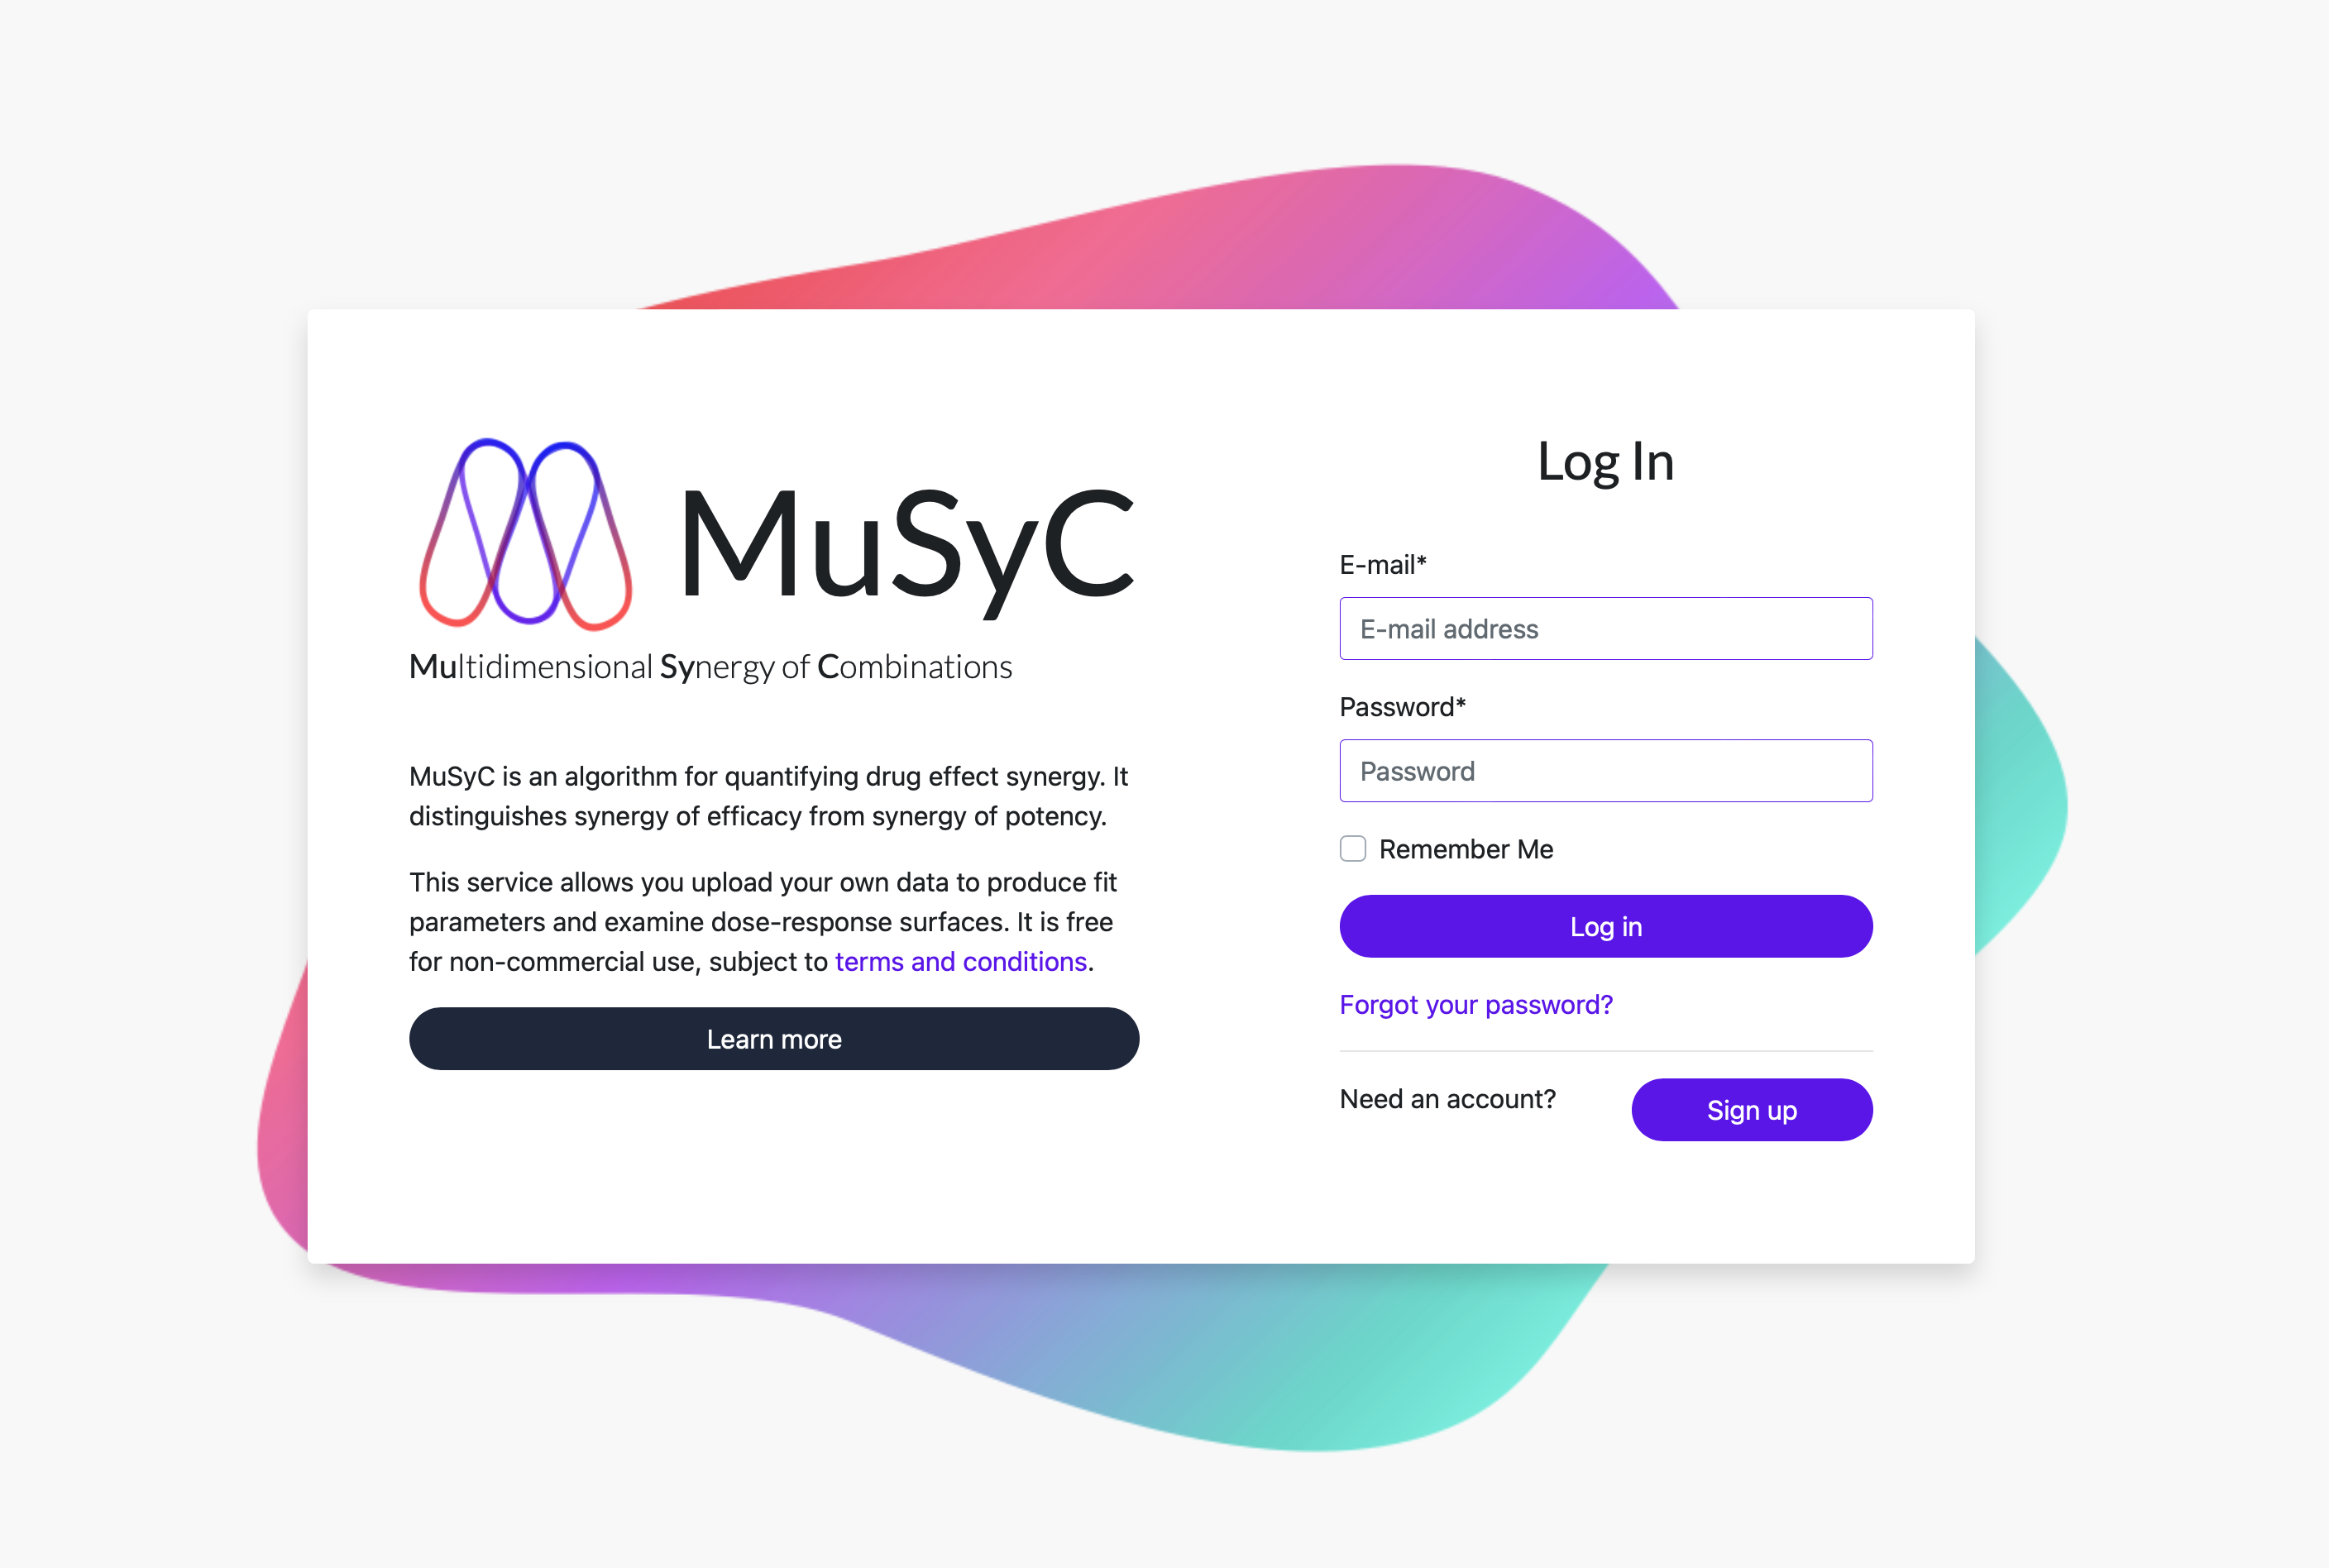 MuSyC
Multidimensional Synergy of Combinations
MuSyC is an algorithm for quantifying drug effect synergy. It
distinguishes synergy of efficacy from synergy of potency.
This service allows you upload your own data to produce fit
parameters and examine dose-response surfaces. It is free
for non-commercial use, subject to terms and conditions.
Learn more
Log In
E-mail*
E-mail address
Password*
Password
Remember Me
Log in
Forgot your password?
Need an account?
Sign up